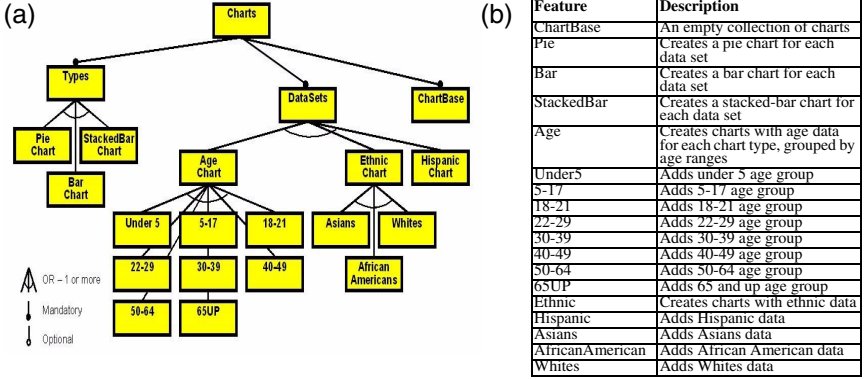 (a)
Charts
Types
DataSets
ChartBase
Pie
Chart
StackedBar
Chart
Bar
Chart
Age
Chart
Ethnic
Chart
Hispanic
Chart
Under 5
5-17
18-21
Asians
Whites
22-29
30-39
40-49
African
Americans
50-64
65UP
OR – 1 or more
Mandatory
Optional
(b)
Feature Description
ChartBase An empty collection of charts
Pie Creates a pie chart for each
data set
Bar Creates a bar chart for each
data set
StackedBar Creates a stacked-bar chart for
each data set
Age Creates charts with age data
for each chart type, grouped by
age ranges
Under5 Adds under 5 age group
5-17 Adds 5-17 age group
18-21 Adds 18-21 age group
22-29 Adds 22-29 age group
30-39 Adds 30-39 age group
40-49 Adds 40-49 age group
50-64 Adds 50-64 age group
65UP Adds 65 and up age group
Ethnic Creates charts with ethnic data
Hispanic Adds Hispanic data
Asians Adds Asians data
AfricanAmerican Adds African American data
Whites Adds Whites data